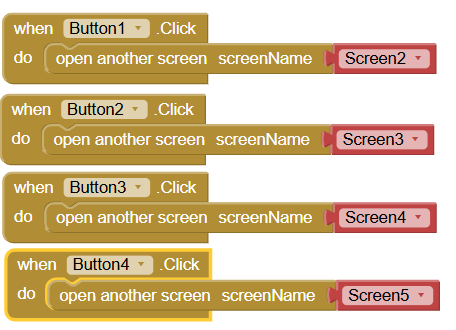 when Button1 .Click
do open another screen screenName Screen2
when Button2 .Click
do open another screen screenName Screen3
when Button3 .Click
do open another screen screenName Screen4
when Button4 .Click
do open another screen screenName Screen5